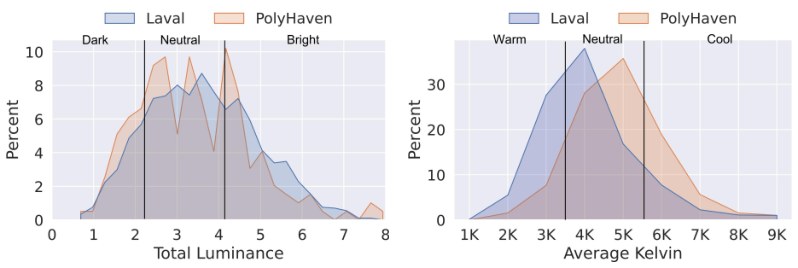 Laval PolyHaven
Dark Neutral Bright
10
8
6
4
2
0
Percent
0 1 2 3 4 5 6 7 8
Total Luminance
Laval PolyHaven
Warm Neutral Cool
30
20
10
0
Percent
1K 2K 3K 4K 5K 6K 7K 8K 9K
Average Kelvin